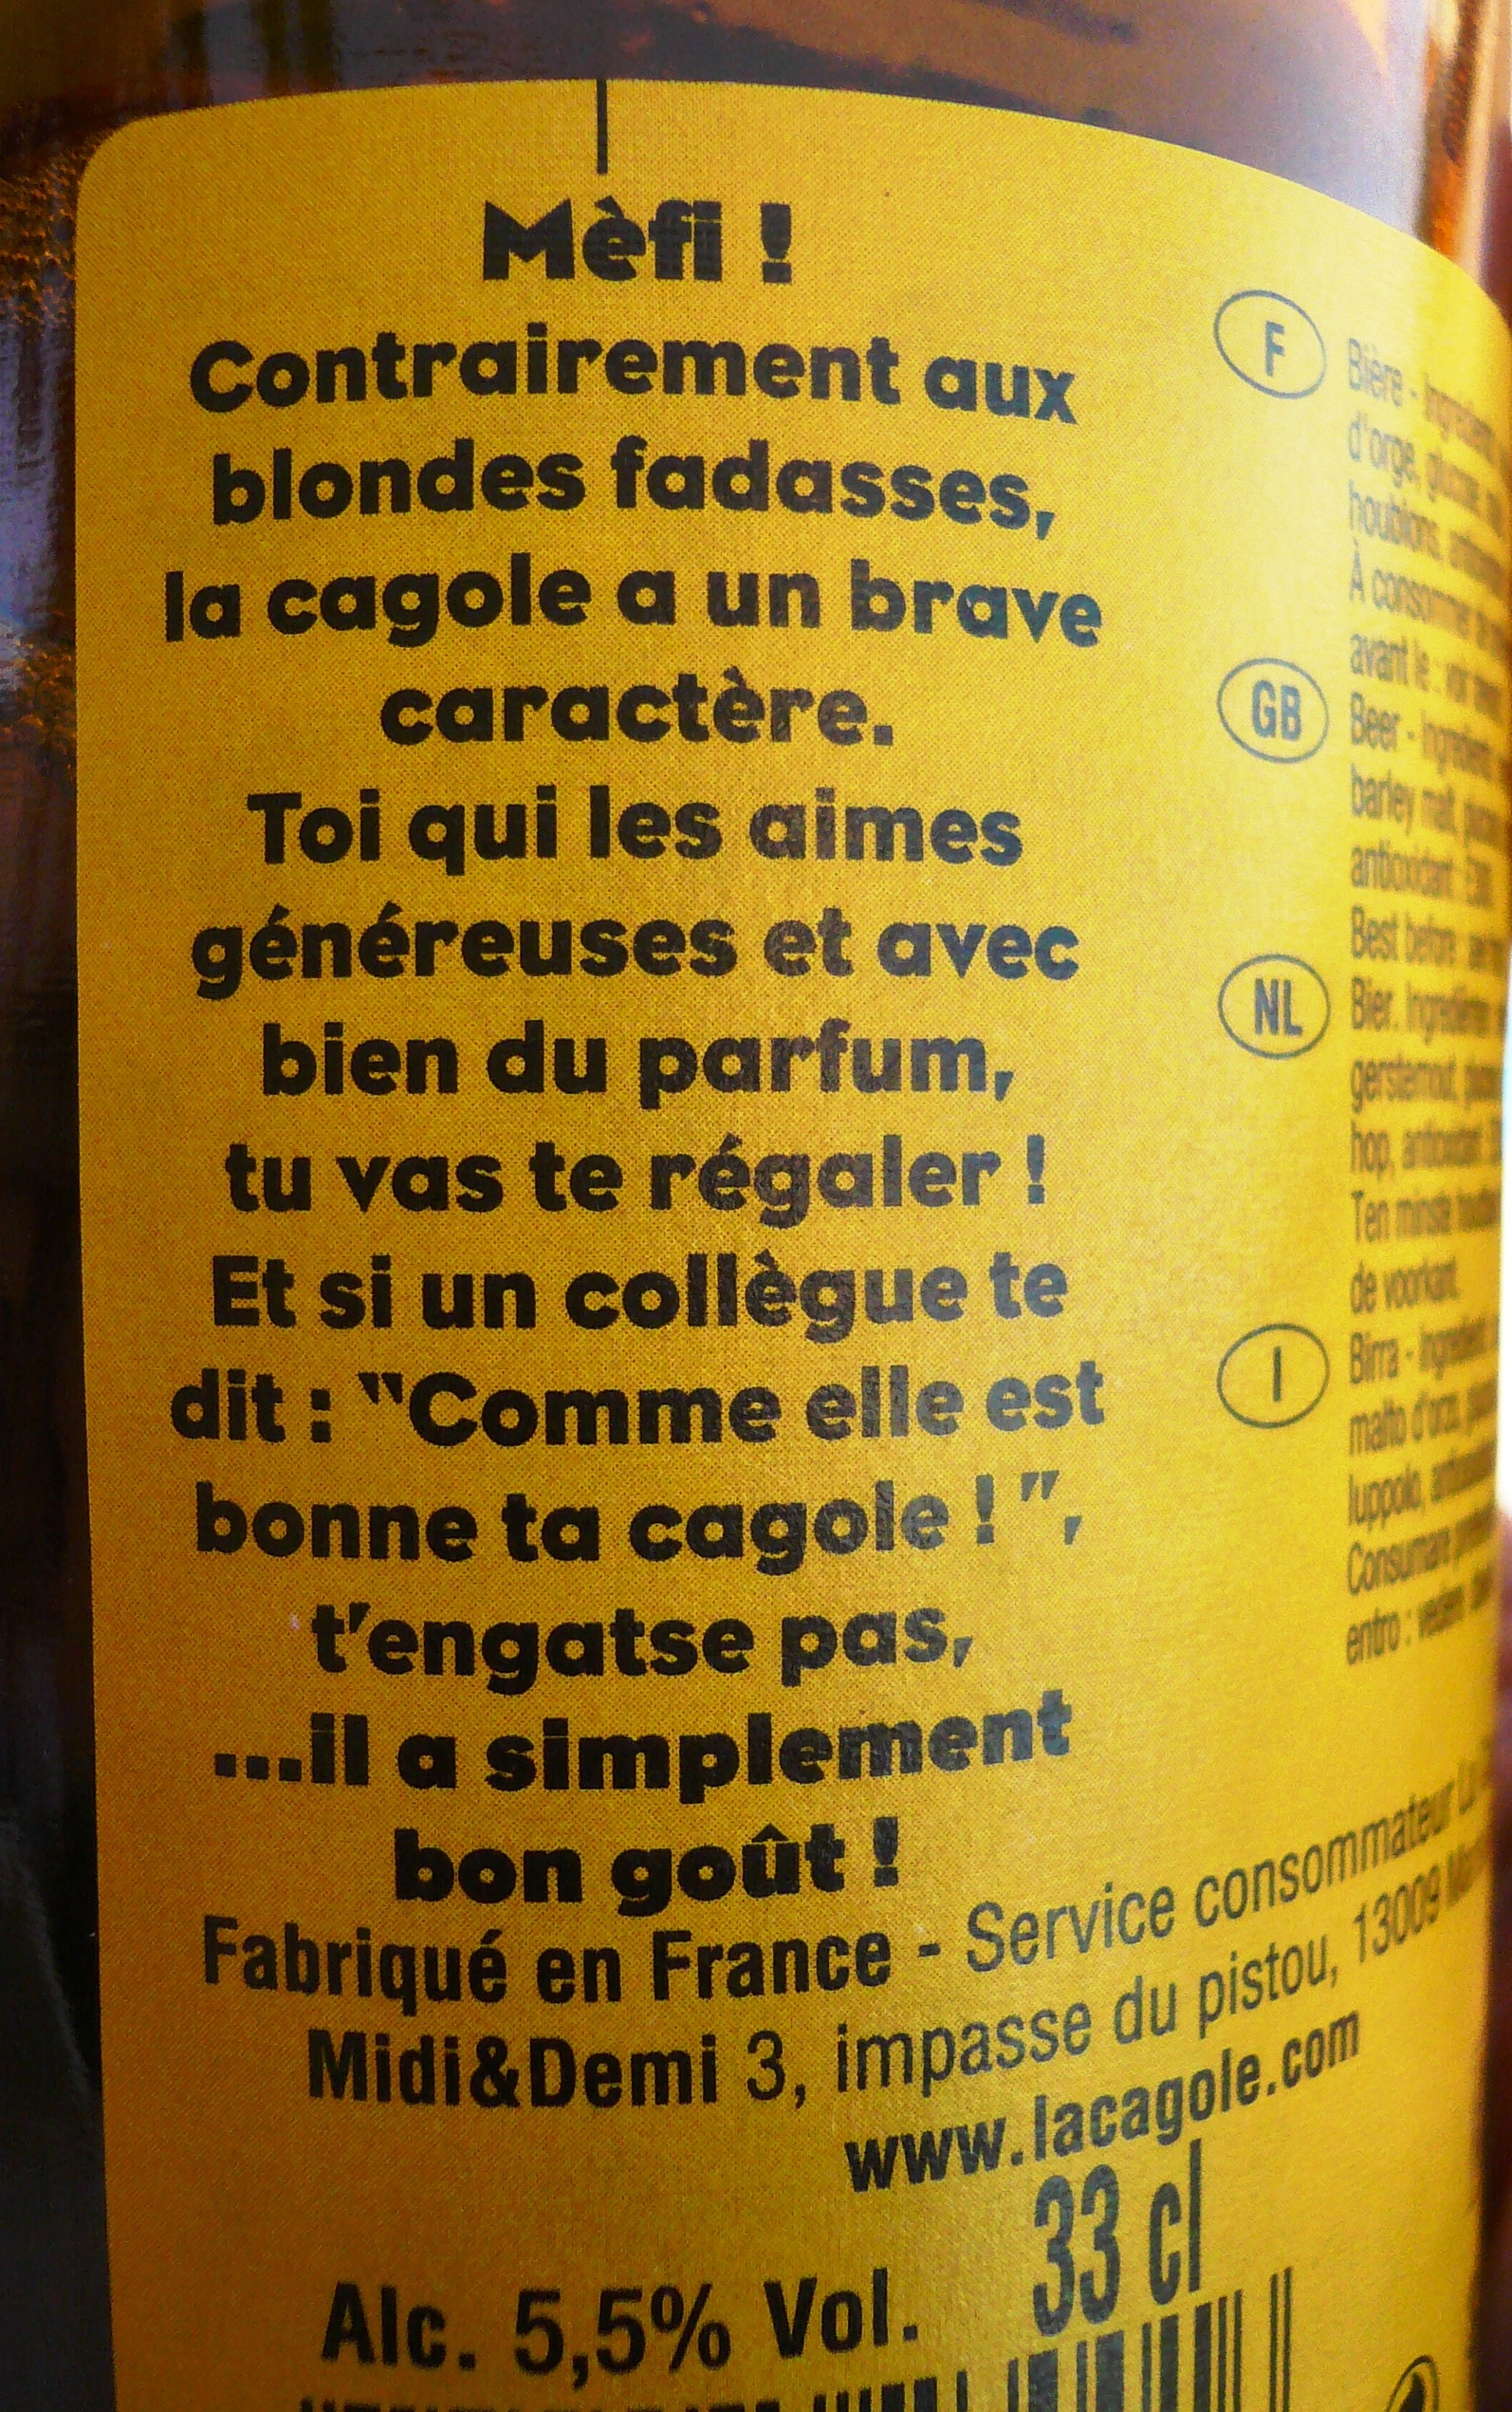 Mèfi !
Contrairement aux
blondes fadasses,
la cagole a un brave
caractère.
Toi qui les aimes
généreuses et avec
bien du parfum,
tu vas te régaler !
Et si un collègue te
dit : "Comme elle est
bonne ta cagole ! ",
t'engatse pas,
...il a simplement
bon goût !
Fabriqué en France - Service consommateur
Midi&Demi 3, impasse du pistou, 13009
www.lacagole.com
33 cl
Alc. 5,5% Vol.
F
Bière -
d'orge,
houblons,
À consommer
avant le :
GB
Beer -
barley malt,
antioxidant :
Best before :
NL
Bier.
hop,
Ten minste
de voorkant.
I
Birra -
malto d'orzo,
luppolo,
Consumare
entro :